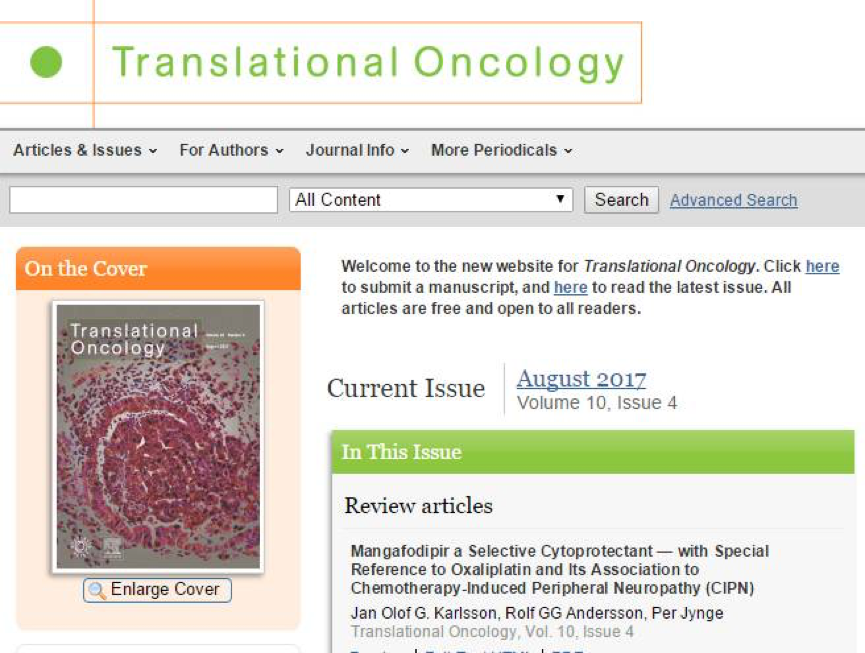 Translational Oncology
Articles & Issues
For Authors
Journal Info
More Periodicals
All Content
Search
Advanced Search
On the Cover
Translational
Oncology
Enlarge Cover
Welcome to the new website for Translational Oncology. Click here
to submit a manuscript, and here to read the latest issue. All
articles are free and open to all readers.
Current Issue
August 2017
Volume 10, Issue 4
In This Issue
Review articles
Mangafodipir a Selective Cytoprotectant — with Special
Reference to Oxaliplatin and Its Association to
Chemotherapy-Induced Peripheral Neuropathy (CIPN)
Jan Olof G. Karlsson, Rolf GG Andersson, Per Jynge
Translational Oncology, Vol. 10, Issue 4